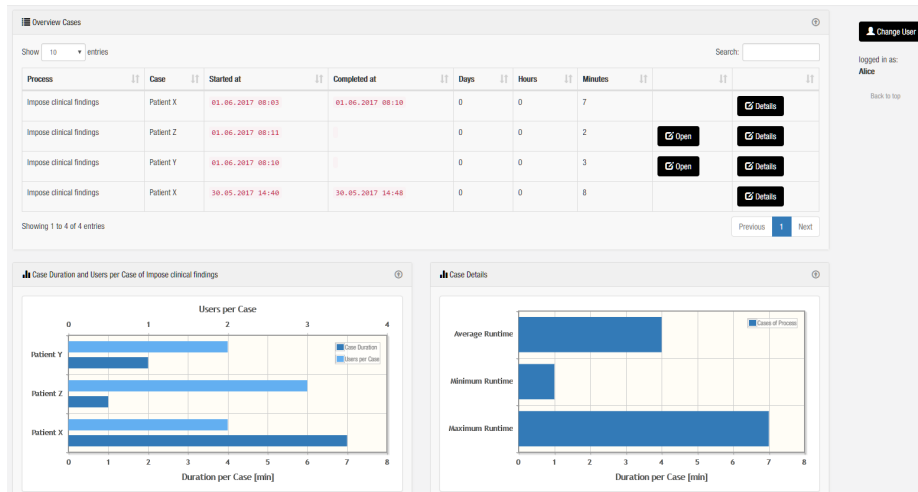 Overview Cases
Change User
Show 10 entries
Search:
logged in as:
Alice
Process Case Started at Completed at Days Hours Minutes
Back to top
Impose clinical findings Patient X 01.06.2017 08:03 01.06.2017 08:10 0 0 7 Details
Impose clinical findings Patient Z 01.06.2017 08:11 0 0 2 Open Details
Impose clinical findings Patient Y 01.06.2017 08:10 0 0 3 Open Details
Impose clinical findings Patient X 30.05.2017 14:40 30.05.2017 14:48 0 0 8 Details
Showing 1 to 4 of 4 entries
Previous 1 Next
Case Duration and Users per Case of Impose clinical findings
Users per Case
0 1 2 3 4
Case Duration
Users per Case
Patient Y
Patient Z
Patient X
0 1 2 3 4 5 6 7 8
Duration per Case [min]
Case Details
Cases of Process
Average Runtime
Minimum Runtime
Maximum Runtime
0 1 2 3 4 5 6 7 8
Duration per Case [min]